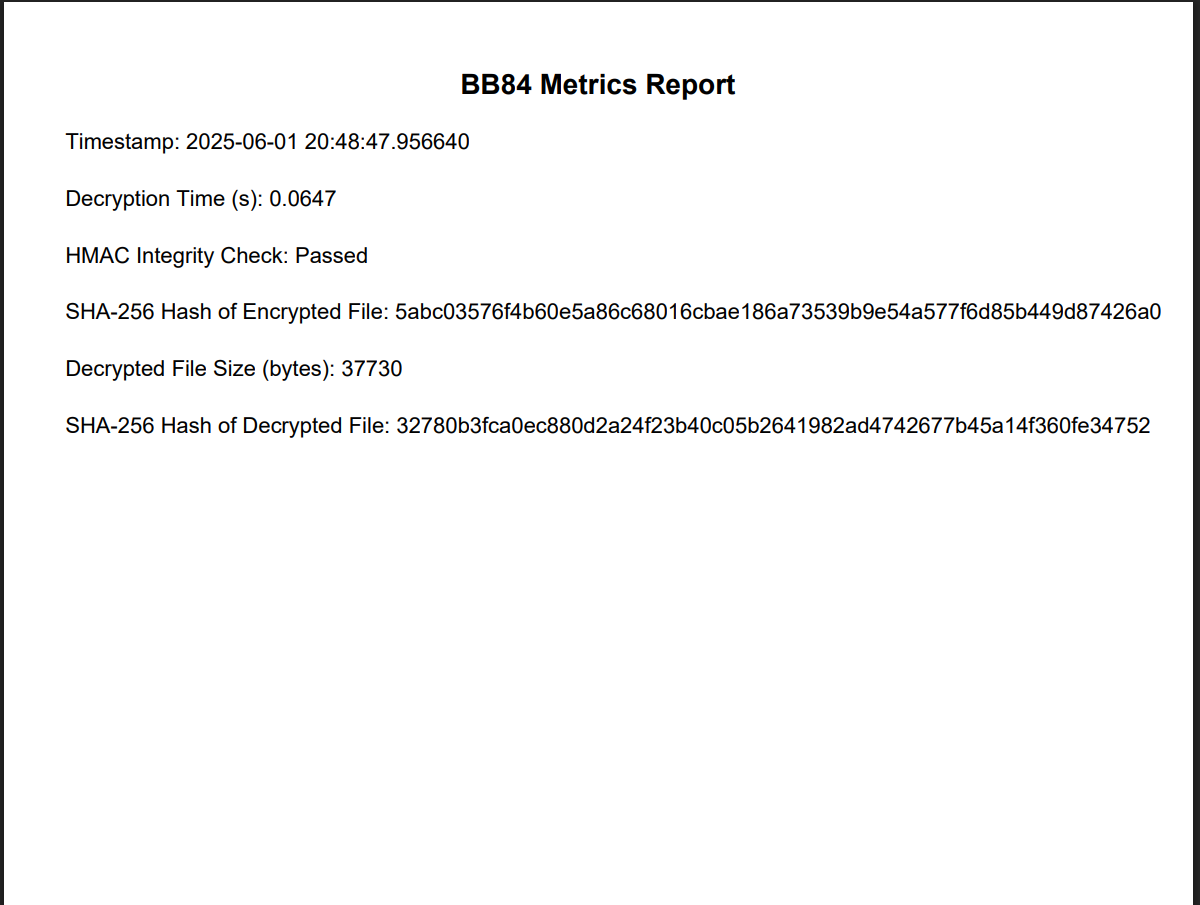 BB84 Metrics Report
Timestamp: 2025-06-01 20:48:47.956640
Decryption Time (s): 0.0647
HMAC Integrity Check: Passed
SHA-256 Hash of Encrypted File: 5abc03576f4b60e5a86c68016cbae186a73539b9e54a577f6d85b449d87426a0
Decrypted File Size (bytes): 37730
SHA-256 Hash of Decrypted File: 32780b3fca0ec880d2a24f23b40c05b2641982ad4742677b45a14f360fe34752